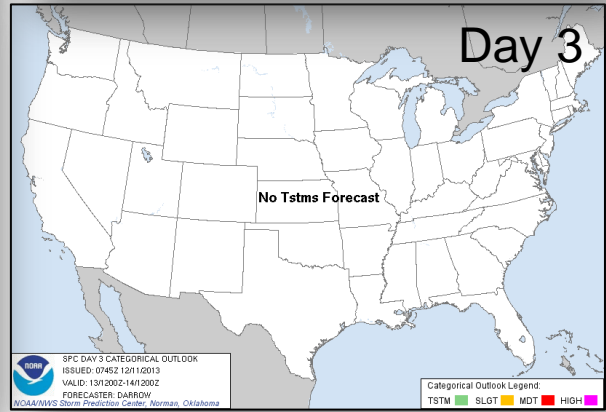 Day 3
No Tstms Forecast
NOAA
SPC DAY 3 CATEGORICAL OUTLOOK
ISSUED: 0745Z 12/11/2013
VALID: 13/1200Z-14/1200Z
FORECASTER: DARROW
NOAA/NWS Storm Prediction Center, Norman, Oklahoma
Categorical Outlook Legend:
TSTM SLGT MDT HIGH